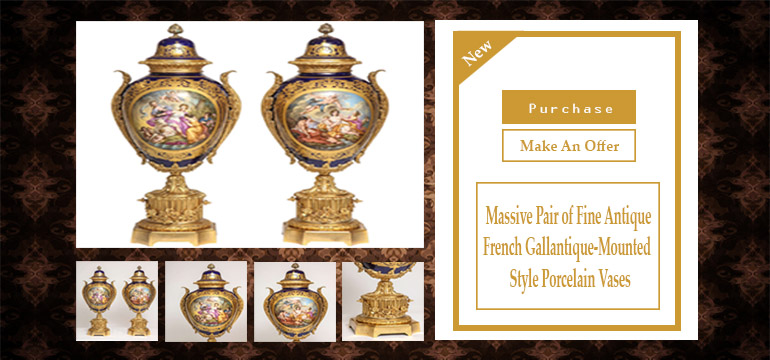 New
Purchase
Make An Offer
Massive Pair of Fine Antique
French Gallantique-Mounted
Style Porcelain Vases